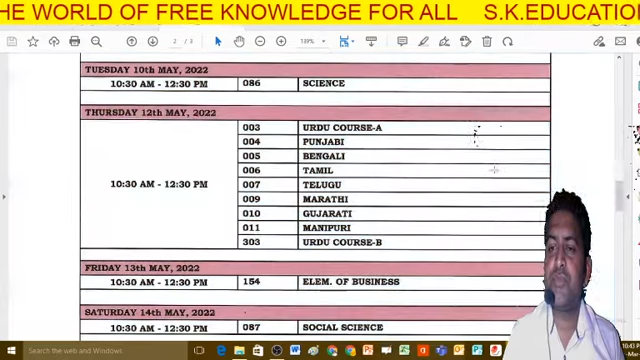 HE WORLD OF FREE KNOWLEDGE FOR ALL S.K.EDUCATION
2 / 3
139%
TUESDAY 10th MAY, 2022
10:30 AM - 12:30 PM 086 SCIENCE
THURSDAY 12th MAY, 2022
10:30 AM - 12:30 PM
003 URDU COURSE-A
004 PUNJABI
005 BENGALI
006 TAMIL
007 TELUGU
009 MARATHI
010 GUJARATI
011 MANIPURI
303 URDU COURSE-B
FRIDAY 13th MAY, 2022
10:30 AM - 12:30 PM 154 ELEM. OF BUSINESS
SATURDAY 14th MAY, 2022
10:30 AM - 12:30 PM 087 SOCIAL SCIENCE
Search the web and Windows